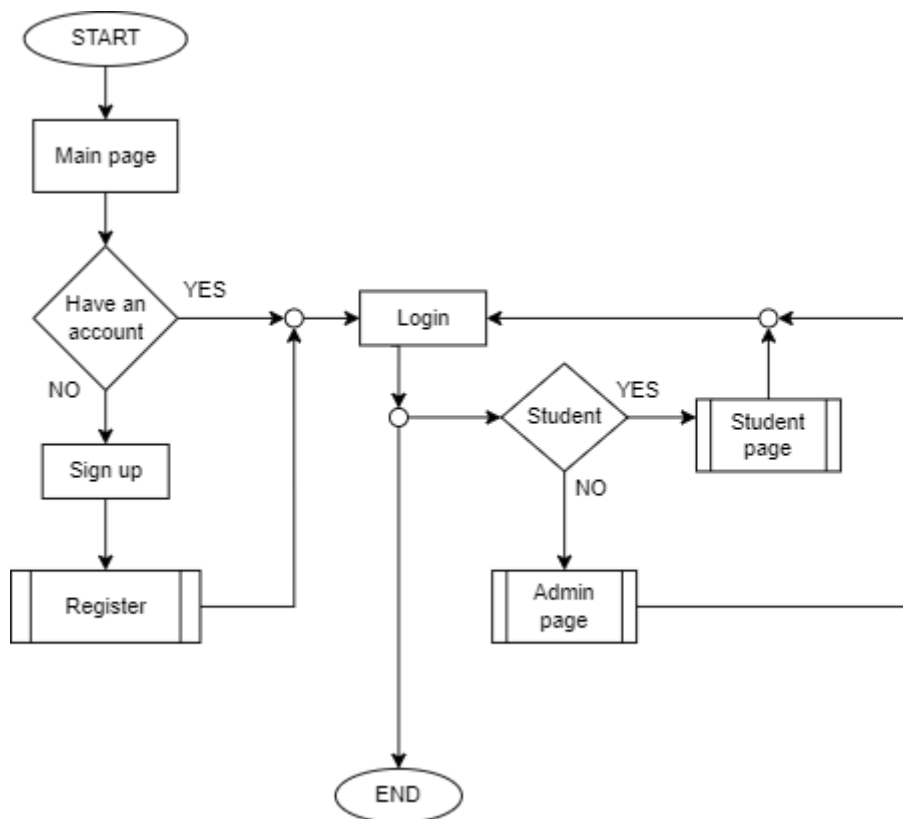 START
Main page
Have an
account
YES
NO
Sign up
Register
Login
Student
YES
NO
Student
page
Admin
page
END